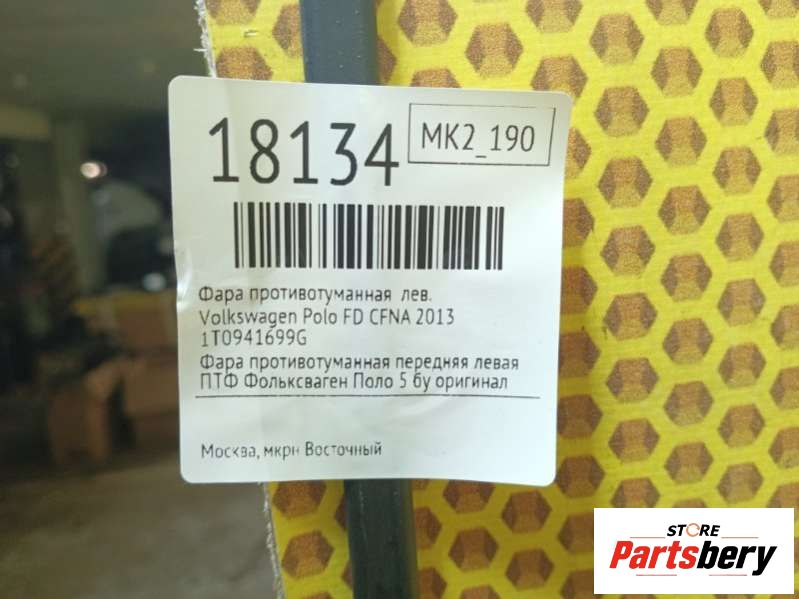 18134
MK2_190
Фара противотуманная лев.
Volkswagen Polo FD CFNA 2013
1T0941699G
Фара противотуманная передняя левая
ПТФ Фольксваген Поло 5 бу оригинал
Москва, мкрн Восточный
STORE
Partsbery